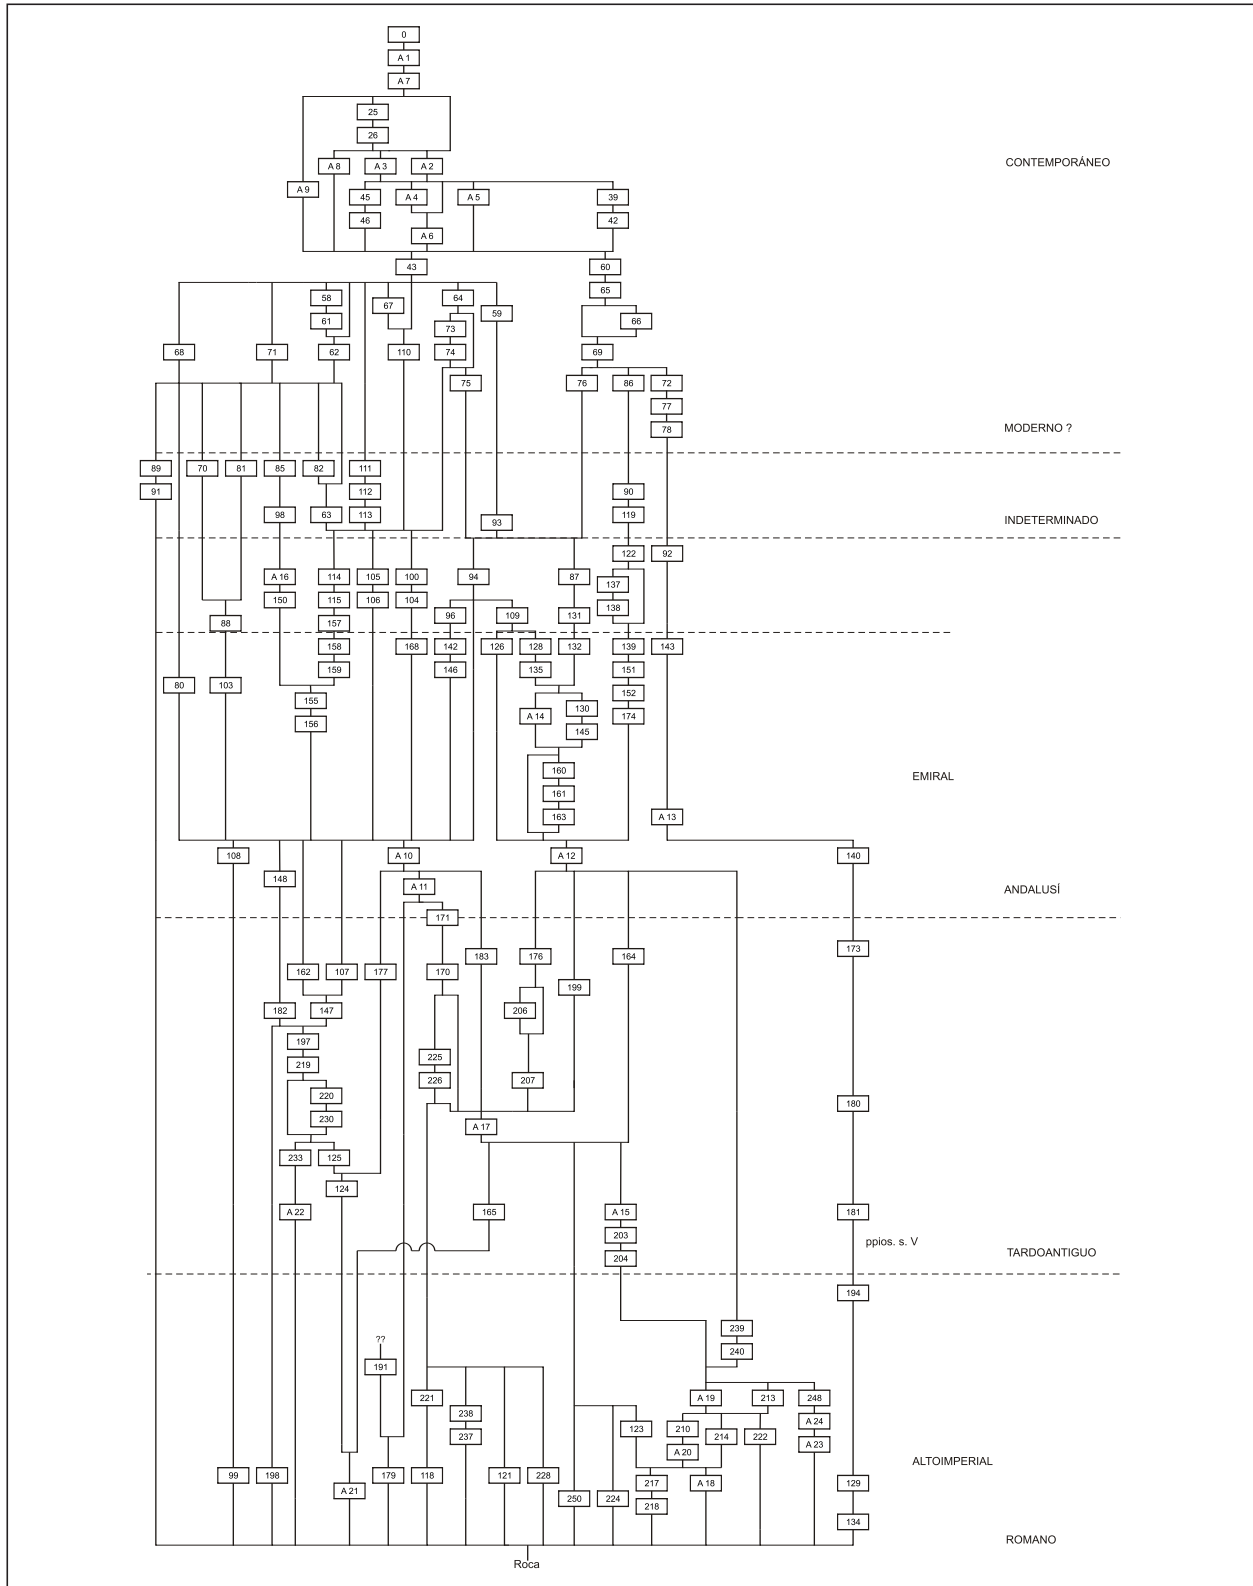 0
A 1
A 7
25
26
CONTEMPORÁNEO
A 8 A 3 A 2
A 9 45 A 4 A 5 39
46 42
A 6
43 60
65
58 67 64 59
61 73 66
68 71 62 110 74 69
75 76 86 72
77
78 MODERNO ?
89 70 81 85 82 111
91 112 90
98 63 113 93 119 INDETERMINADO
122 92
A 16 114 105 100 94 87 137
150 115 106 104 138
88 157 96 109 131
158 168 142 126 128 132 139 143
159 146 135 151
80 103 155 152
156 A 14 130 174
145
160 EMIRAL
161
163 A 13
108 A 10 A 12 140
148 A 11 ANDALUSÍ
171
183 176 164 173
162 107 177 170 199
182 147 206
197
219 225
220 226 207
230 180
A 17
233 125
124
A 22 165 A 15 181
203 ppios. s. V
204 TARDOANTIGUO
194
239
?? 240
191
221 A 19 213 248
238 123 210 214 222 A 24
237 A 20 A 23
ALTOIMPERIAL
99 198 179 118 121 228 217 A 18 129
A 21 250 224 218
134
ROMANO
Roca